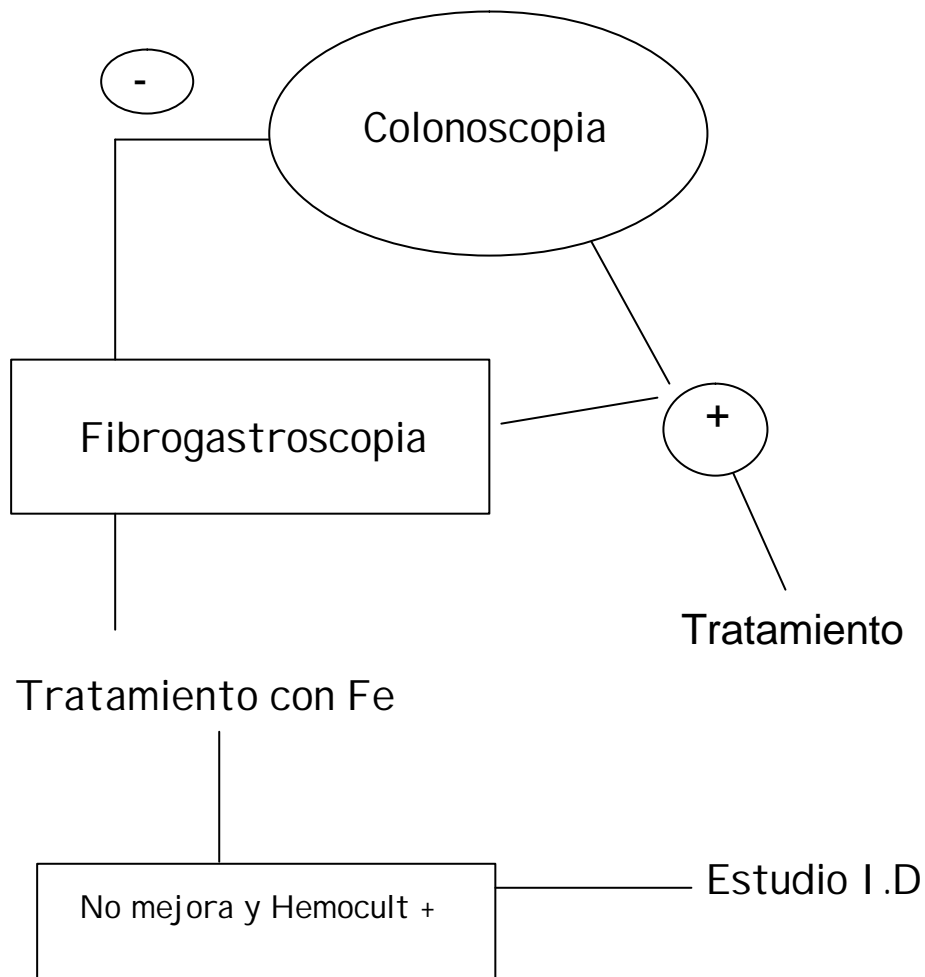 -
Colonoscopia
Fibrogastroscopia
+
Tratamiento
Tratamiento con Fe
No mejora y Hemocult +
Estudio I.D